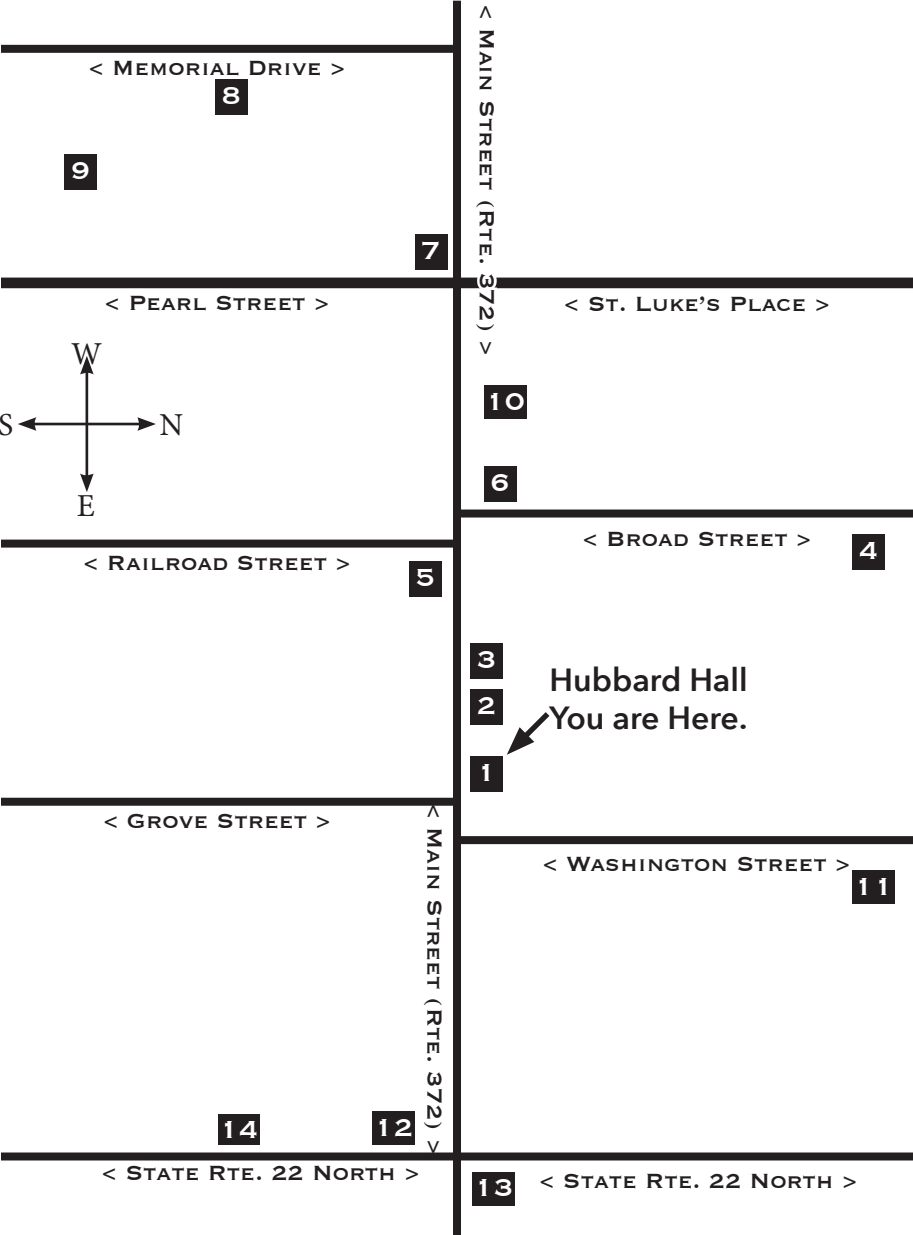 < Main Street (Rte. 372) >
< Memorial Drive >
8
9
7
< Pearl Street >
< St. Luke's Place >
W
S
N
E
10
6
< Broad Street >
4
< Railroad Street >
5
3
Hubbard Hall
2
You are Here.
1
< Grove Street >
< Main Street (Rte. 372) >
< Washington Street >
11
14
12
< State Rte. 22 North >
13
< State Rte. 22 North >